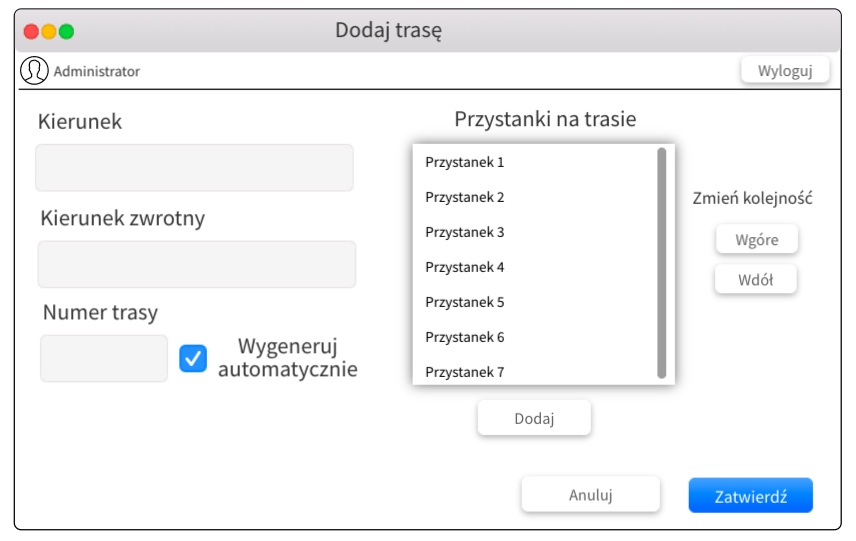 Dodaj trasę
Administrator
Wyloguj
Kierunek
Kierunek zwrotny
Numer trasy
Wygeneruj
automatycznie
Przystanki na trasie
Przystanek 1
Przystanek 2
Przystanek 3
Przystanek 4
Przystanek 5
Przystanek 6
Przystanek 7
Dodaj
Zmień kolejność
Wgóre
Wdół
Anuluj
Zatwierdź